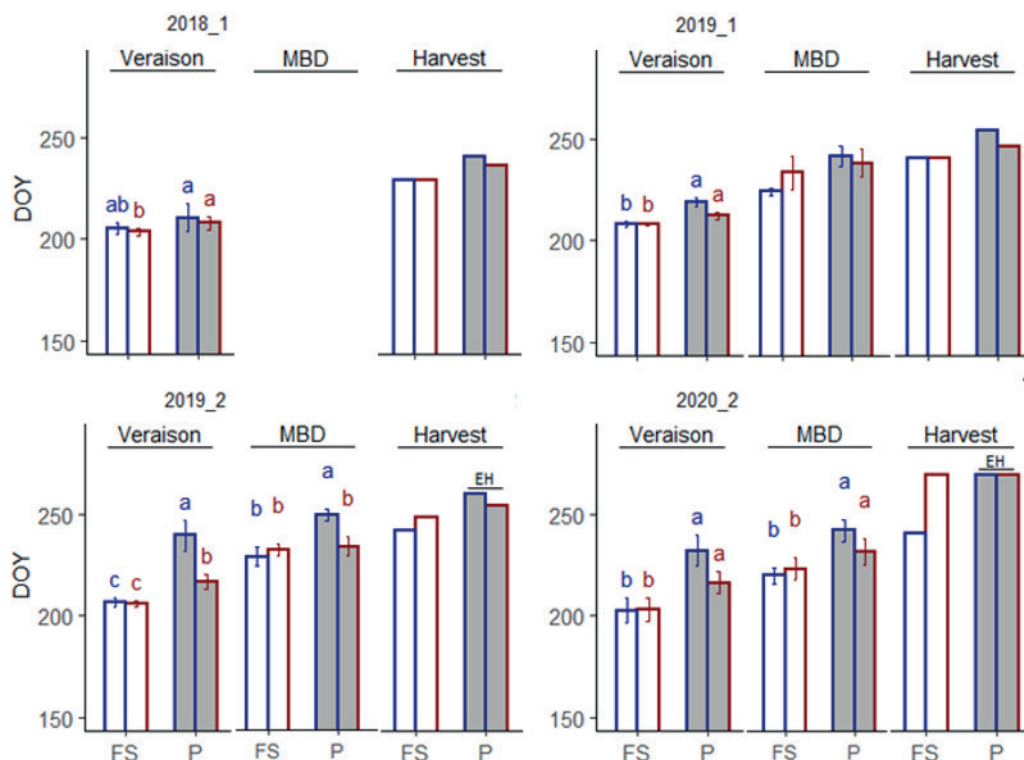 2018_1
Veraison MBD Harvest
DOY
250
200
150
ab b a a
2019_1
Veraison MBD Harvest
250
200
150
b b a a
2019_2
Veraison MBD Harvest
DOY
250
200
150
c c a b
b b a b
EH
FS P FS P FS P
2020_2
Veraison MBD Harvest
250
200
150
b b a a
b b a a
EH
FS P FS P FS P